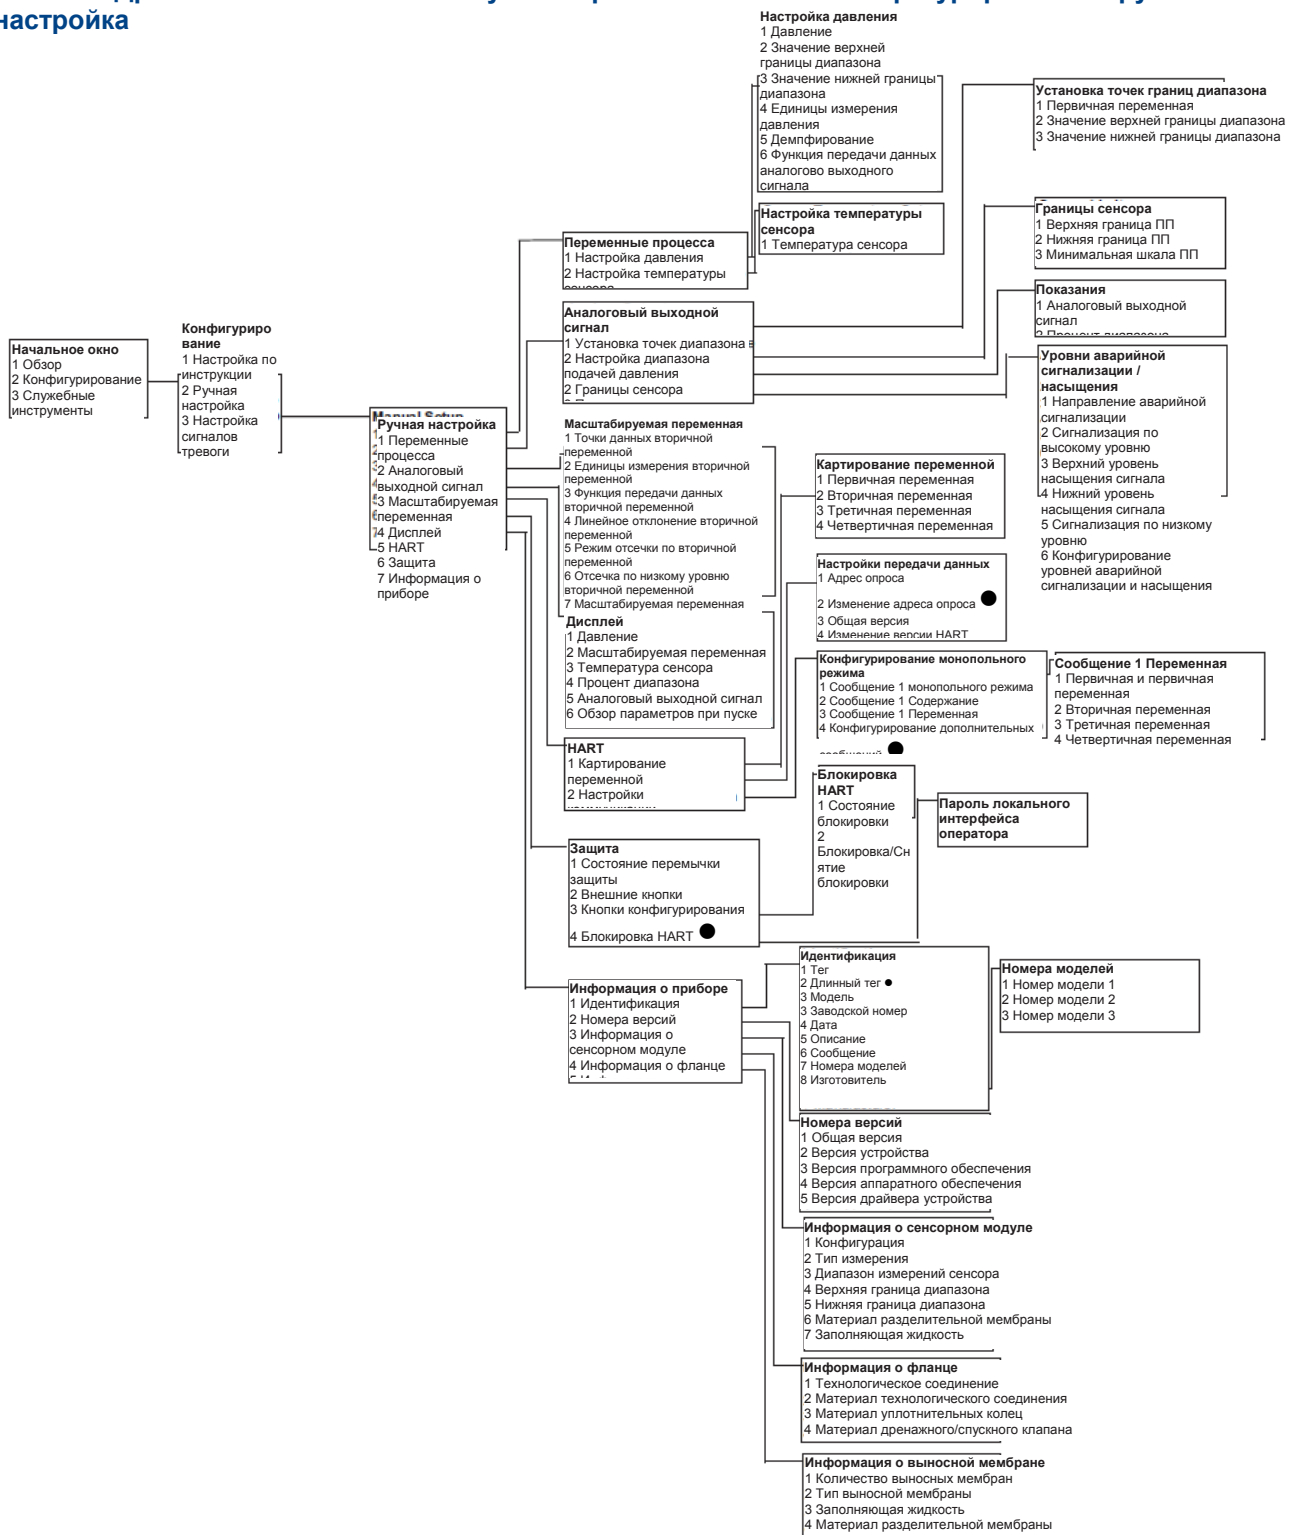 настройка
Настройка давления
1 Давление
2 Значение верхней
границы диапазона
3 Значение нижней границы
диапазона
4 Единицы измерения
давления
5 Демпфирование
6 Функция передачи данных
аналогово выходного
сигнала
Установка точек границ диапазона
1 Первичная переменная
2 Значение верхней границы диапазона
3 Значение нижней границы диапазона
Настройка температуры
сенсора
1 Температура сенсора
Границы сенсора
1 Верхняя граница ПП
2 Нижняя граница ПП
3 Минимальная шкала ПП
Переменные процесса
1 Настройка давления
2 Настройка температуры
сенсора
Показания
1 Аналоговый выходной
сигнал
2 Процент диапазона
Аналоговый выходной
сигнал
1 Установка точек диапазона
2 Настройка диапазона
подачей давления
2 Границы сенсора
Начальное окно
1 Обзор
2 Конфигурирование
3 Служебные
инструменты
Конфигуриро
вание
1 Настройка по
инструкции
2 Ручная
настройка
3 Настройка
сигналов
тревоги
Уровни аварийной
сигнализации /
насыщения
1 Направление аварийной
сигнализации
2 Сигнализация по
высокому уровню
3 Верхний уровень
насыщения сигнала
4 Нижний уровень
насыщения сигнала
5 Сигнализация по низкому
уровню
6 Конфигурирование
уровней аварийной
сигнализации и насыщения
Manual Setup
Ручная настройка
1 Переменные
процесса
2 Аналоговый
выходной сигнал
3 Масштабируемая
переменная
4 Дисплей
5 HART
6 Защита
7 Информация о
приборе
Масштабируемая переменная
1 Точки данных вторичной
переменной
2 Единицы измерения вторичной
переменной
3 Функция передачи данных
вторичной переменной
4 Линейное отклонение вторичной
переменной
5 Режим отсечки по вторичной
переменной
6 Отсечка по низкому уровню
вторичной переменной
7 Масштабируемая переменная
Картирование переменной
1 Первичная переменная
2 Вторичная переменная
3 Третичная переменная
4 Четвертичная переменная
Настройки передачи данных
1 Адрес опроса
2 Изменение адреса опроса ●
3 Общая версия
4 Изменение версии HART
Дисплей
1 Давление
2 Масштабируемая переменная
3 Температура сенсора
4 Процент диапазона
5 Аналоговый выходной сигнал
6 Обзор параметров при пуске
Конфигурирование монопольного
режима
1 Сообщение 1 монопольного режима
2 Сообщение 1 Содержание
3 Сообщение 1 Переменная
4 Конфигурирование дополнительных
сообщений ●
Сообщение 1 Переменная
1 Первичная и первичная
переменная
2 Вторичная переменная
3 Третичная переменная
4 Четвертичная переменная
HART
1 Картирование
переменной
2 Настройки
коммуникации
Блокировка
HART
1 Состояние
блокировки
2
Блокировка/Сн
ятие
блокировки
Пароль локального
интерфейса
оператора
Защита
1 Состояние перемычки
защиты
2 Внешние кнопки
3 Кнопки конфигурирования
4 Блокировка HART ●
Идентификация
1 Тег
2 Длинный тег ●
3 Модель
3 Заводской номер
4 Дата
5 Описание
6 Сообщение
7 Номера моделей
8 Изготовитель
Номера моделей
1 Номер модели 1
2 Номер модели 2
3 Номер модели 3
Информация о приборе
1 Идентификация
2 Номера версий
3 Информация о
сенсорном модуле
4 Информация о фланце
Номера версий
1 Общая версия
2 Версия устройства
3 Версия программного обеспечения
4 Версия аппаратного обеспечения
5 Версия драйвера устройства
Информация о сенсорном модуле
1 Конфигурация
2 Тип измерения
3 Диапазон измерений сенсора
4 Верхняя граница диапазона
5 Нижняя граница диапазона
6 Материал разделительной мембраны
7 Заполняющая жидкость
Информация о фланце
1 Технологическое соединение
2 Материал технологического соединения
3 Материал уплотнительных колец
4 Материал дренажного/спускного клапана
Информация о выносной мембране
1 Количество выносных мембран
2 Тип выносной мембраны
3 Заполняющая жидкость
4 Материал разделительной мембраны